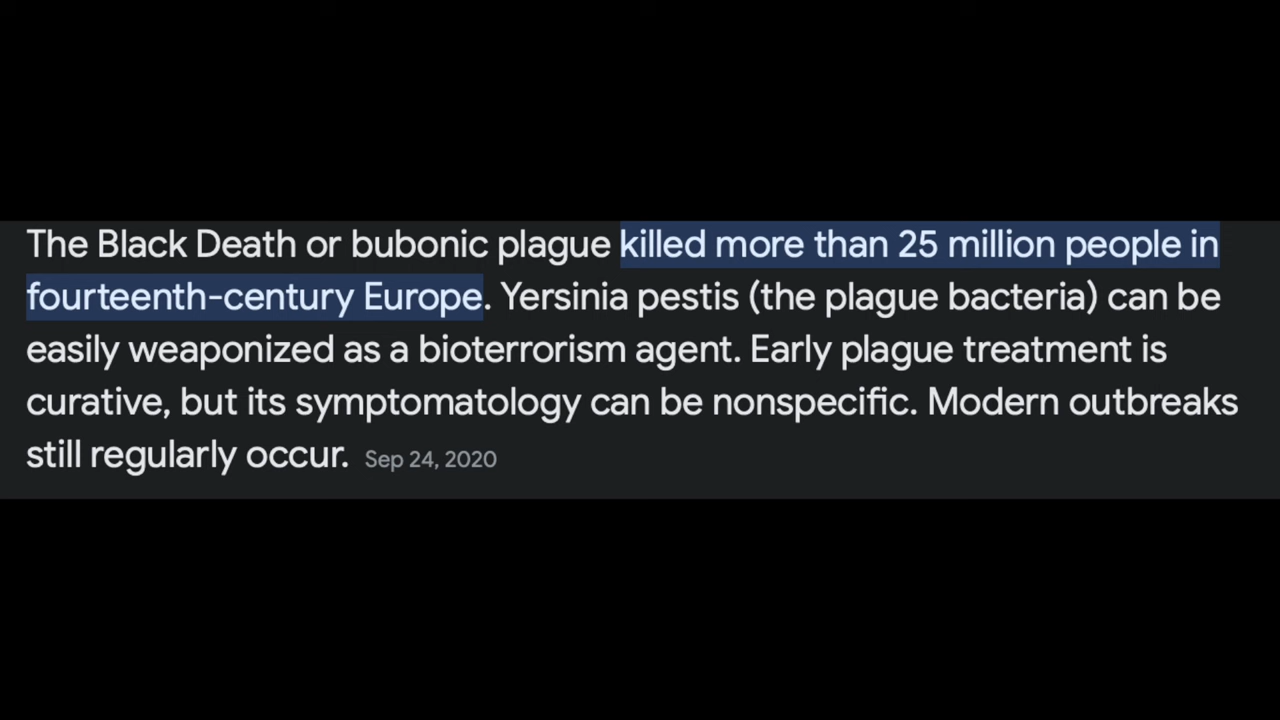 The Black Death or bubonic plague killed more than 25 million people in
fourteenth-century Europe. Yersinia pestis (the plague bacteria) can be
easily weaponized as a bioterrorism agent. Early plague treatment is
curative, but its symptomatology can be nonspecific. Modern outbreaks
still regularly occur. Sep 24, 2020